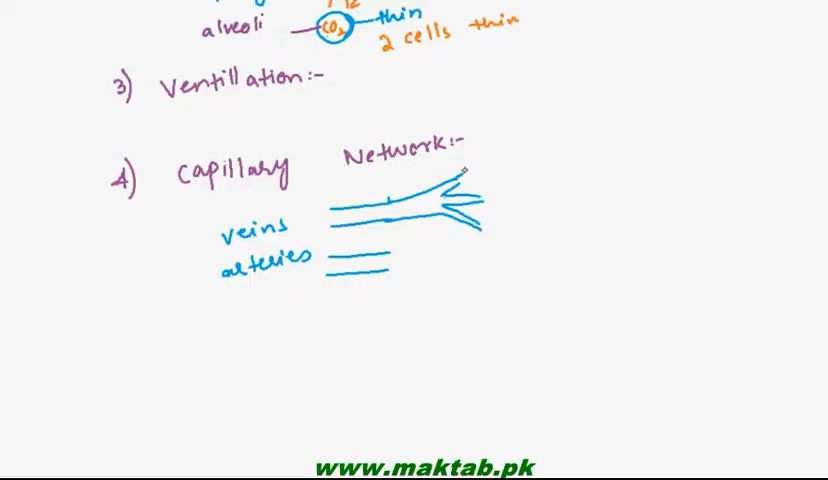 alveoli CO2 thin
2 cells thin
3) Ventillation:-
4) Capillary Network:-
veins
arteries
www.maktab.pk